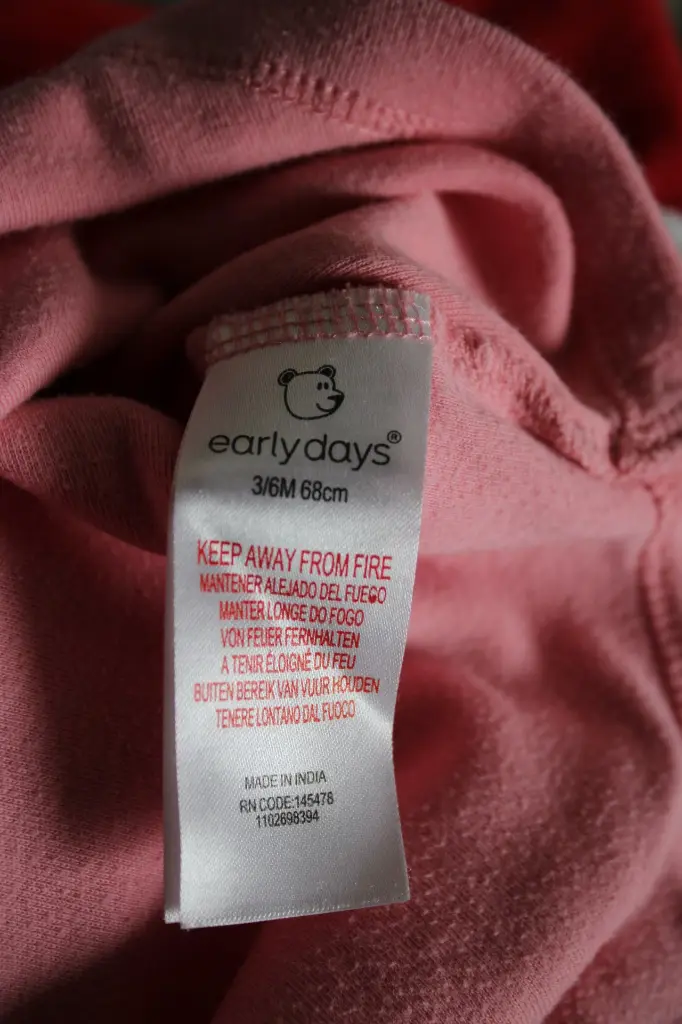 early days®
3/6M 68cm
KEEP AWAY FROM FIRE
MANTENER ALEJADO DEL FUEGO
MANTER LONGE DO FOGO
VON FEUER FERNHALTEN
A TENIR ÉLOIGNÉ DU FEU
BUITEN BEREIK VAN VUUR HOUDEN
TENERE LONTANO DAL FUOCO
MADE IN INDIA
RN CODE:145478
1102698394